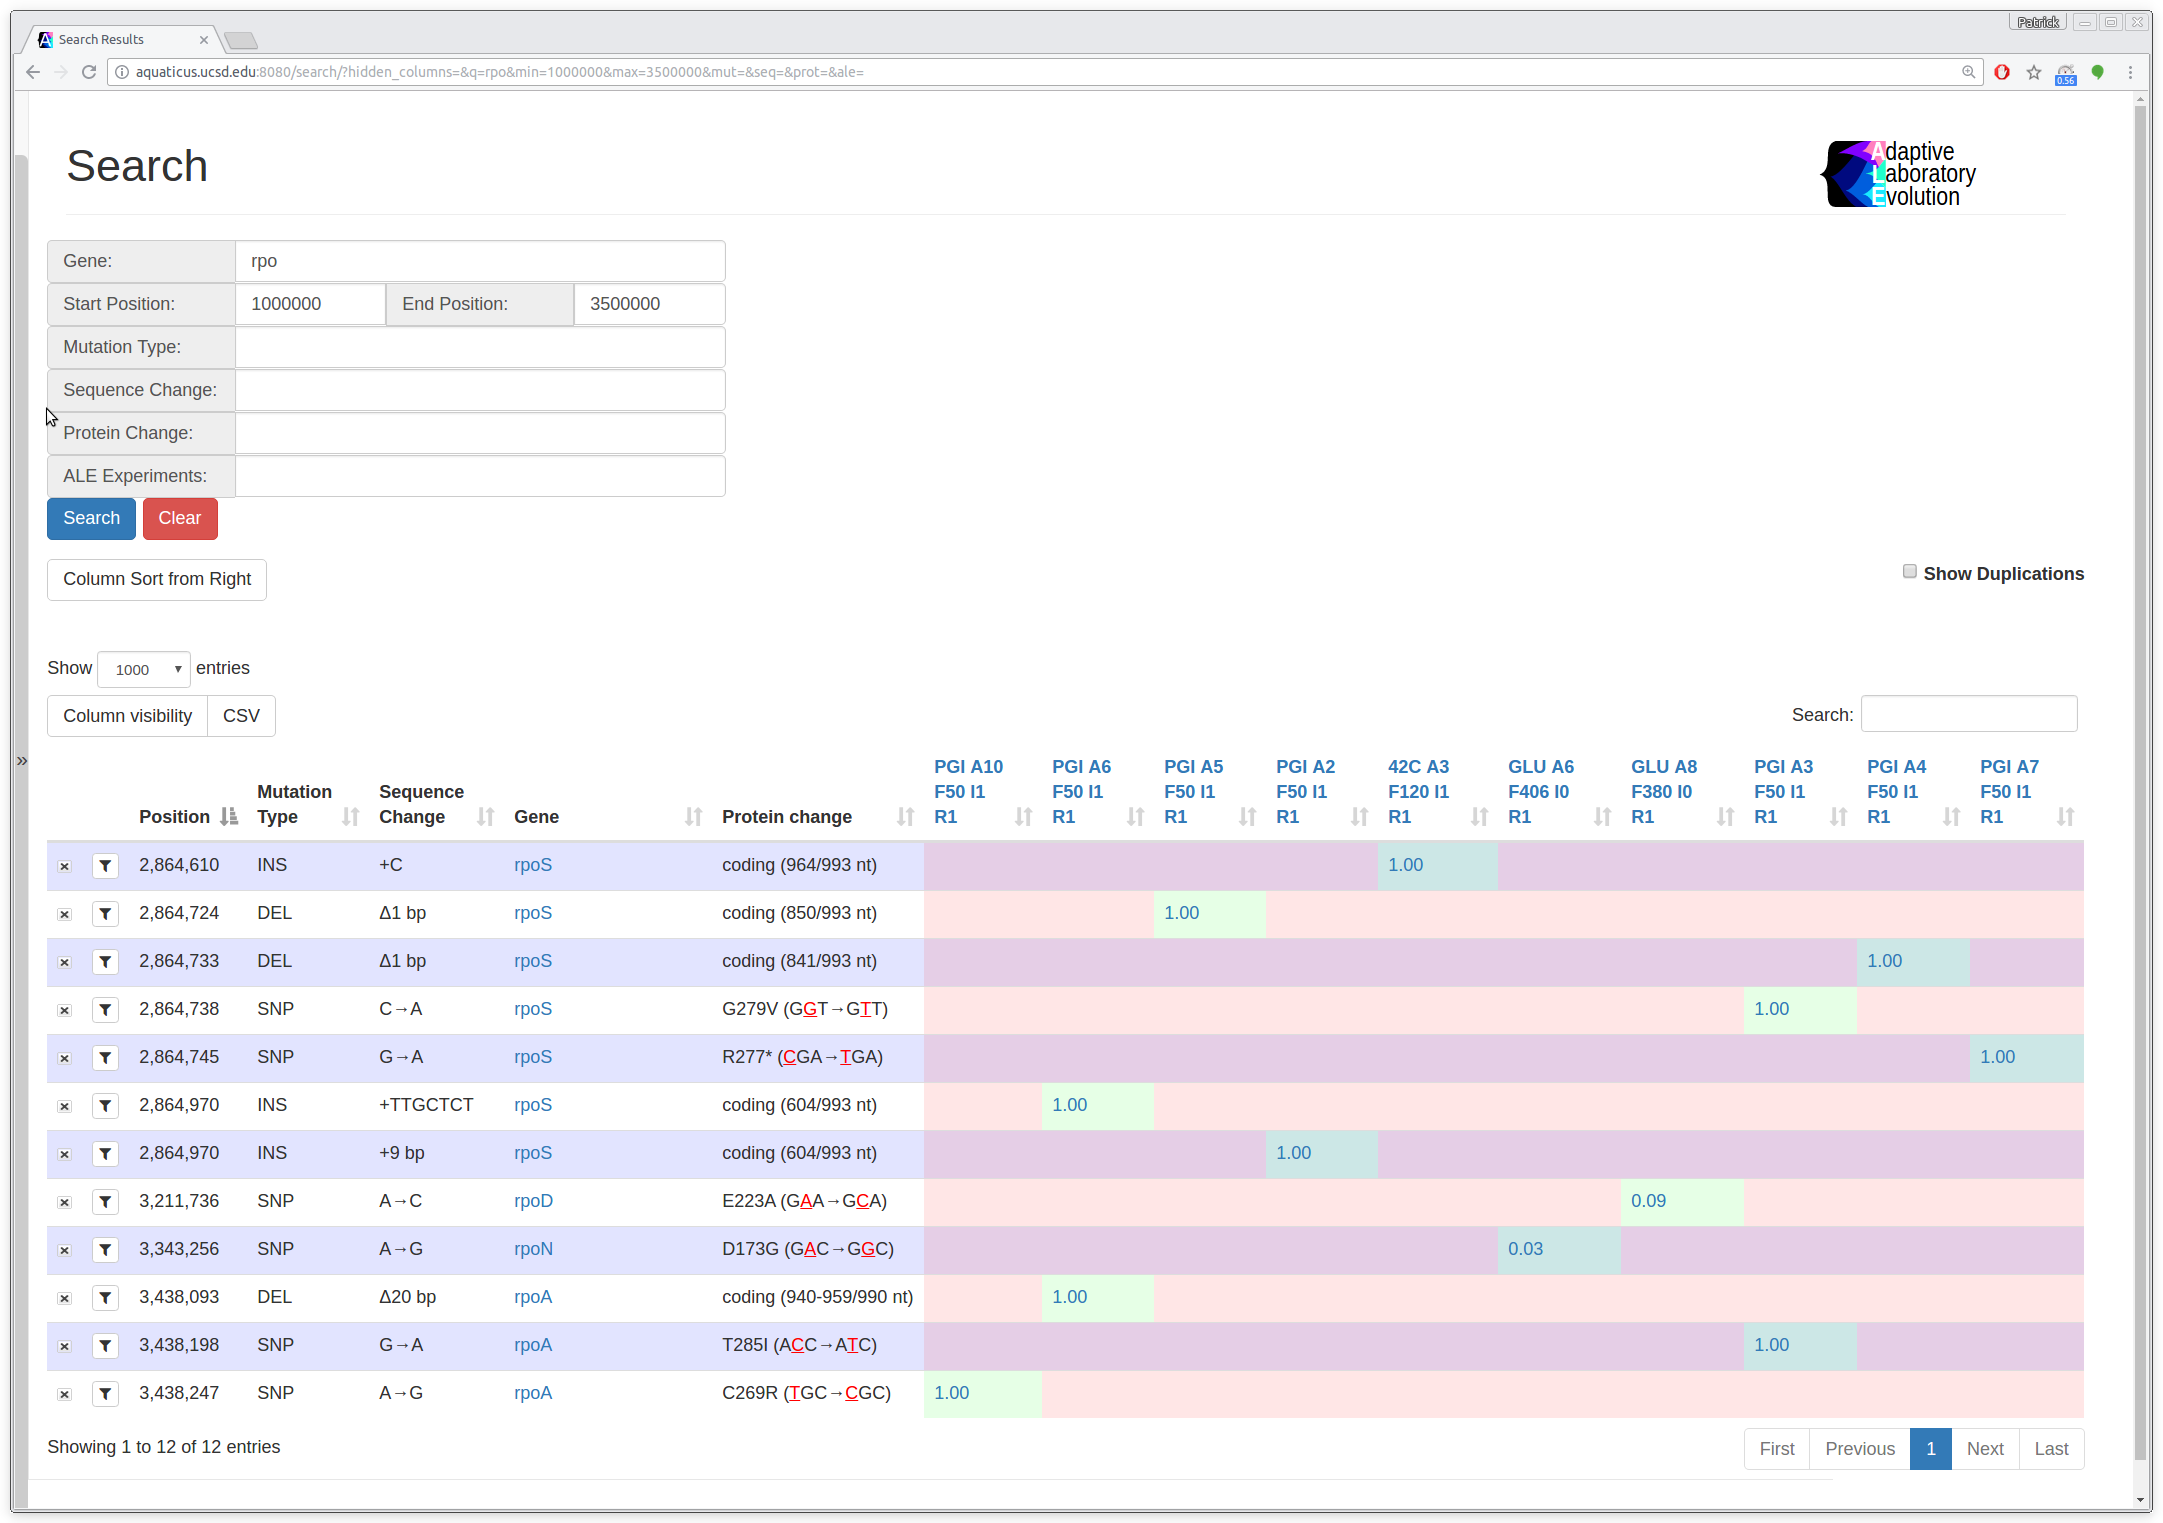 Patrick
Search Results
aquaticus.ucsd.edu:8080/search/?hidden_columns=&q=rpo&min=1000000&max=3500000&mut=&seq=&prot=&ale=
0.56
Search
Adaptive
Laboratory
Evolution
Gene: rpo
Start Position: 1000000 End Position: 3500000
Mutation Type:
Sequence Change:
Protein Change:
ALE Experiments:
Search Clear
Column Sort from Right
Show Duplications
Show 1000 entries
Column visibility CSV
Search:
»
PGI A10 PGI A6 PGI A5 PGI A2 42C A3 GLU A6 GLU A8 PGI A3 PGI A4 PGI A7
Mutation Sequence F50 I1 F50 I1 F50 I1 F50 I1 F120 I1 F406 I0 F380 I0 F50 I1 F50 I1 F50 I1
Position Type Change Gene Protein change R1 R1 R1 R1 R1 R1 R1 R1 R1 R1
2,864,610 INS +C rpoS coding (964/993 nt) 1.00
2,864,724 DEL Δ1 bp rpoS coding (850/993 nt) 1.00
2,864,733 DEL Δ1 bp rpoS coding (841/993 nt) 1.00
2,864,738 SNP C→A rpoS G279V (GGT→GTT) 1.00
2,864,745 SNP G→A rpoS R277* (CGA→TGA) 1.00
2,864,970 INS +TTGCTCT rpoS coding (604/993 nt) 1.00
2,864,970 INS +9 bp rpoS coding (604/993 nt) 1.00
3,211,736 SNP A→C rpoD E223A (GAA→GCA) 0.09
3,343,256 SNP A→G rpoN D173G (GAC→GGC) 0.03
3,438,093 DEL Δ20 bp rpoA coding (940-959/990 nt) 1.00
3,438,198 SNP G→A rpoA T285I (ACC→ATC) 1.00
3,438,247 SNP A→G rpoA C269R (TGC→CGC) 1.00
Showing 1 to 12 of 12 entries
First Previous 1 Next Last